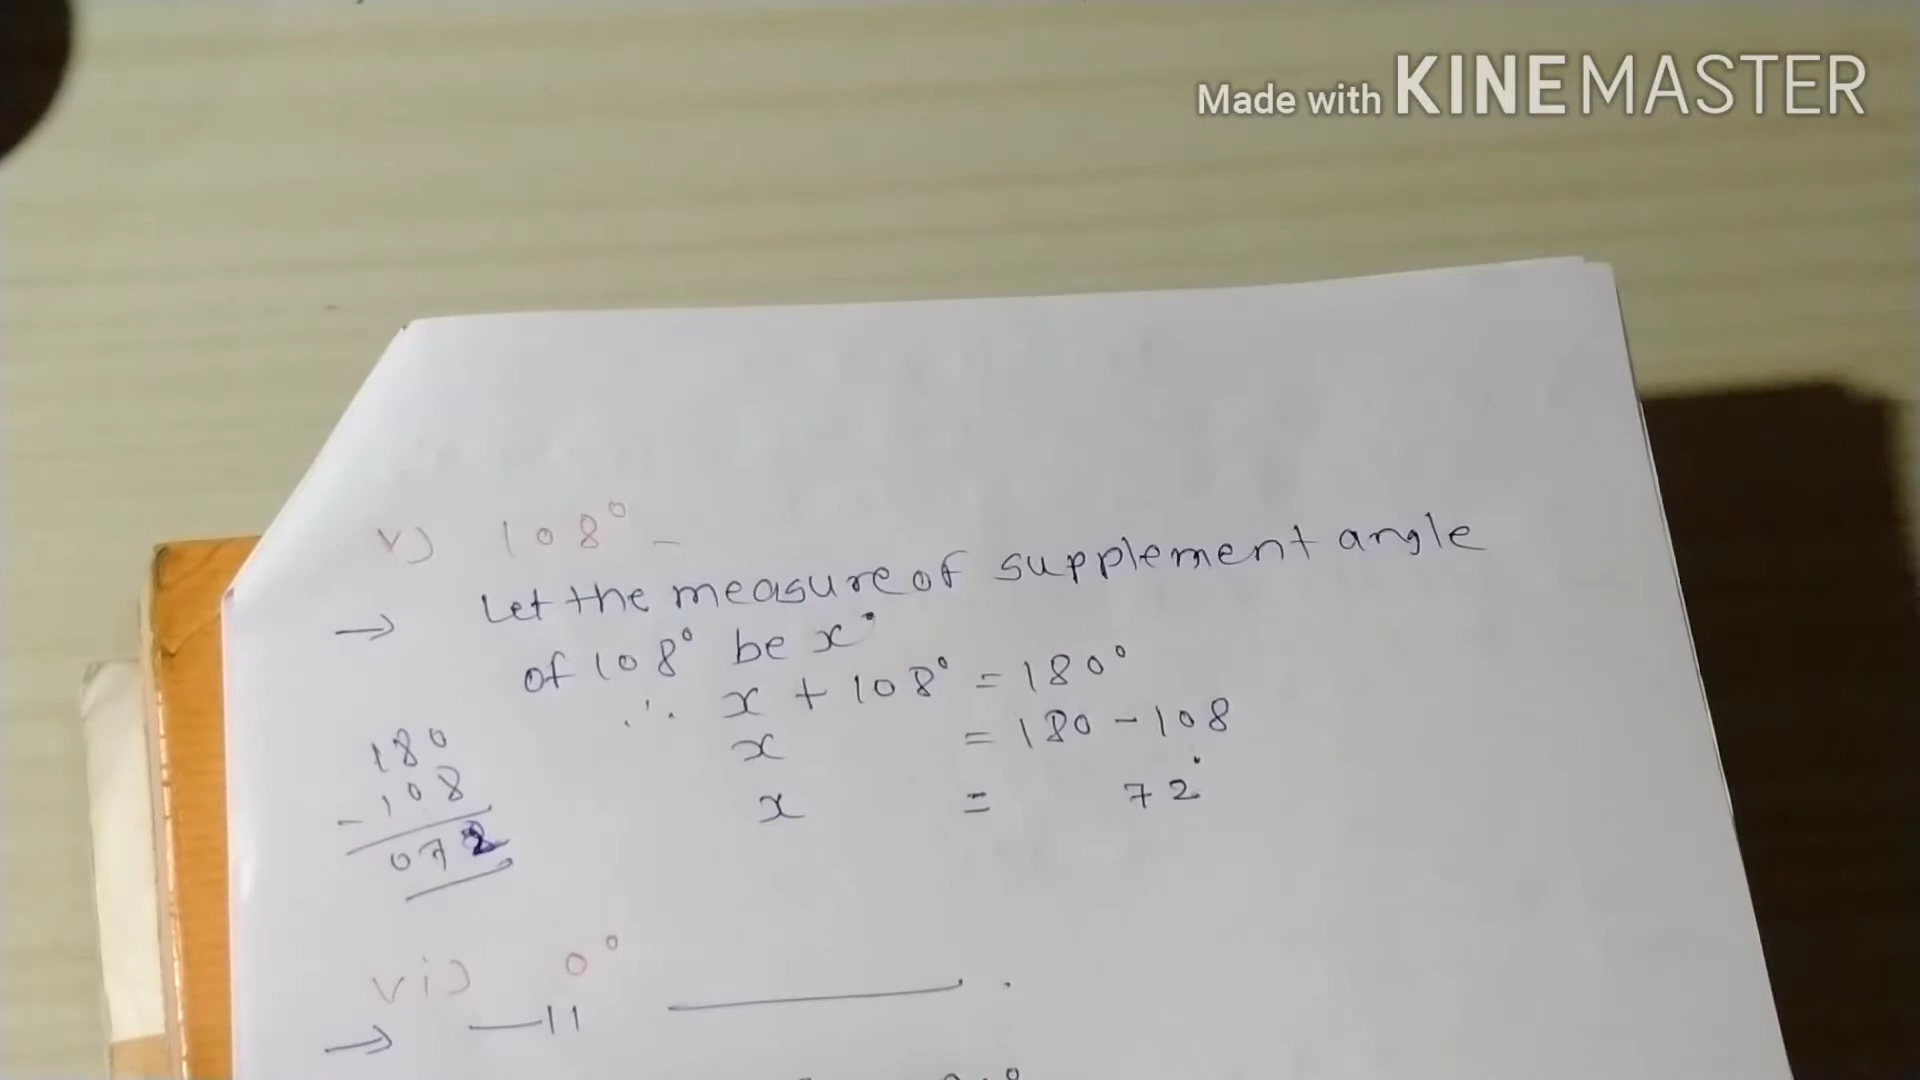 Made with KINEMASTER
v) 108° -
→ Let the measure of supplement angle
of 108° be x°
∴ x + 108° = 180°
x = 180 - 108
x = 72°
180
- 108
072
vi) 0°
→ —11 ——— .